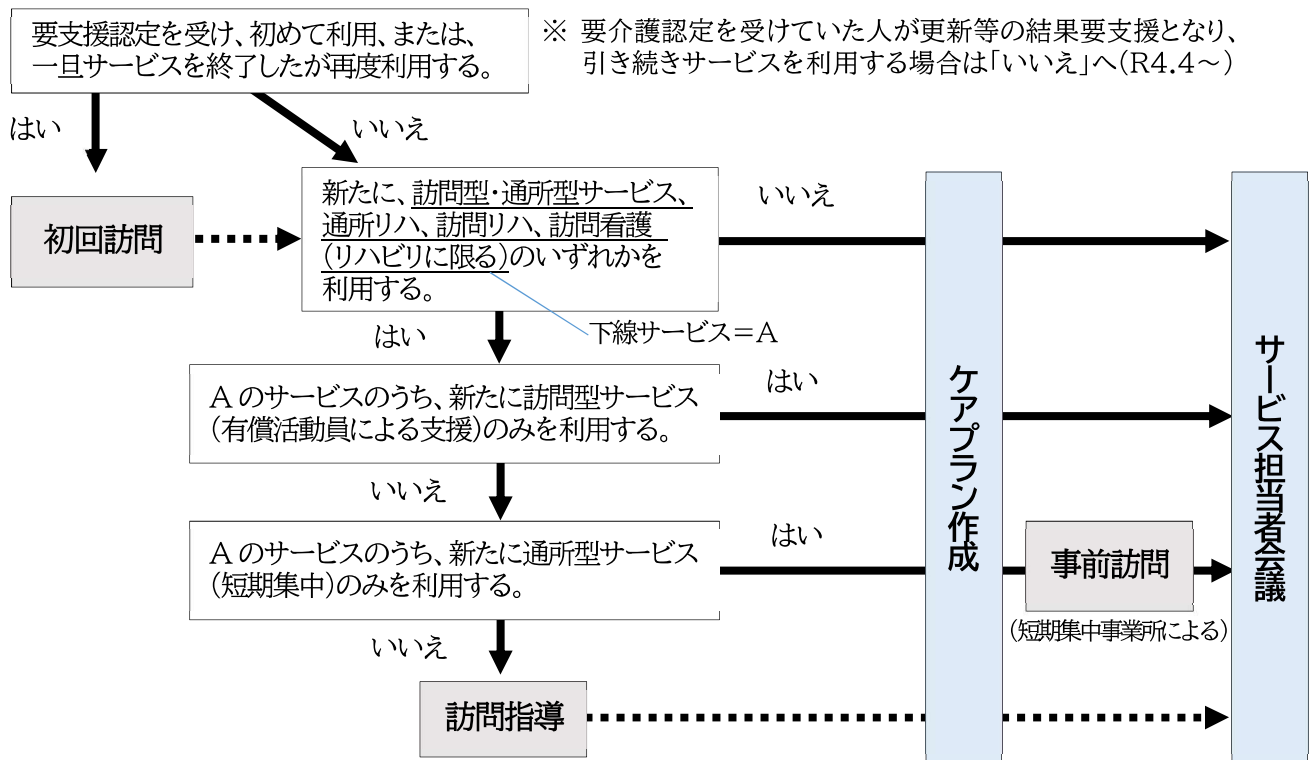 要支援認定を受け、初めて利用、または、
一旦サービスを終了したが再度利用する。
※ 要介護認定を受けていた人が更新等の結果要支援となり、
引き続きサービスを利用する場合は「いいえ」へ(R4.4～)
はい
いいえ
初回訪問
新たに、訪問型・通所型サービス、
通所リハ、訪問リハ、訪問看護
(リハビリに限る)のいずれかを
利用する。
いいえ
はい
下線サービス＝A
A のサービスのうち、新たに訪問型サービス
(有償活動員による支援)のみを利用する。
はい
いいえ
A のサービスのうち、新たに通所型サービス
(短期集中)のみを利用する。
はい
いいえ
事前訪問
(短期集中事業所による)
訪問指導
ケアプラン作成
サービス担当者会議